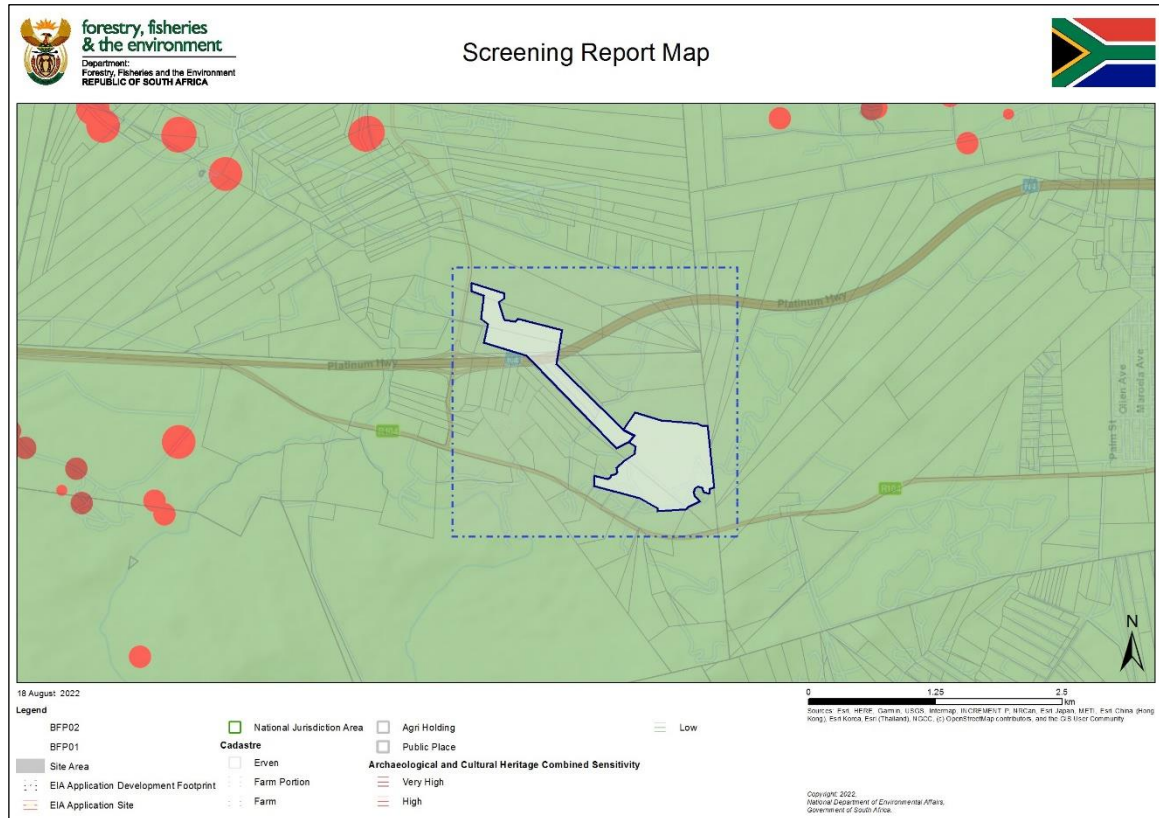 forestry, fisheries
& the environment
Department:
Forestry, Fisheries and the Environment
REPUBLIC OF SOUTH AFRICA
Screening Report Map
Platinum Hwy
Platinum Hwy
Palm St
Olien Ave
Maroela Ave
N
18 August 2022
Legend
BFP02
BFP01
Site Area
EIA Application Development Footprint
EIA Application Site
National Jurisdiction Area
Cadastre
Erven
Farm Portion
Farm
Agri Holding
Public Place
Archaeological and Cultural Heritage Combined Sensitivity
Very High
High
Low
0 1.25 2.5
km
Sources: Esri, HERE, Garmin, USGS, Intermap, INCREMENT P, NRCan, Esri Japan, METI, Esri China (Hong
Kong), Esri Korea, Esri (Thailand), NGCC, (c) OpenStreetMap contributors, and the GIS User Community
Copyright: 2022,
National Department of Environmental Affairs,
Government of South Africa.